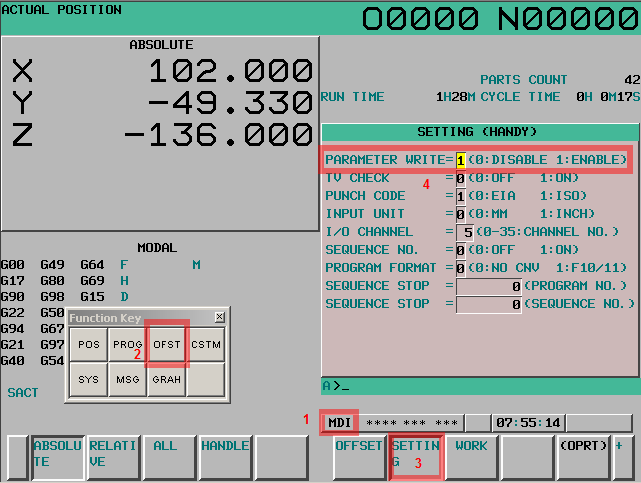 ACTUAL POSITION
O0000 N00000
ABSOLUTE
X 102.000
Y -49.330
Z -136.000
PARTS COUNT 42
RUN TIME 1H28M CYCLE TIME 0H 0M17S
SETTING (HANDY)
PARAMETER WRITE= 1 (0:DISABLE 1:ENABLE)
TV CHECK = 0 (0:OFF 1:ON)
4
PUNCH CODE = 1 (0:EIA 1:ISO)
INPUT UNIT = 0 (0:MM 1:INCH)
I/O CHANNEL = 5 (0-35:CHANNEL NO.)
SEQUENCE NO. = 0 (0:OFF 1:ON)
PROGRAM FORMAT = 0 (0:NO CNV 1:F10/11)
SEQUENCE STOP = 0 (PROGRAM NO.)
SEQUENCE STOP = 0 (SEQUENCE NO.)
A>_
MODAL
G00 G49 G64 F M
G17 G80 G69 H
G90 G98 G15 D
G22 G50
G94 G67
G21 G97
G40 G54
SACT
Function Key
POS PROG OFST CSTM
2
SYS MSG GRAH
1 MDI **** *** *** 07:55:14
ABSOLU
TE
RELATI
VE
ALL
HANDLE
OFFSET
SETTIN
G
3
WORK
(OPRT)
+